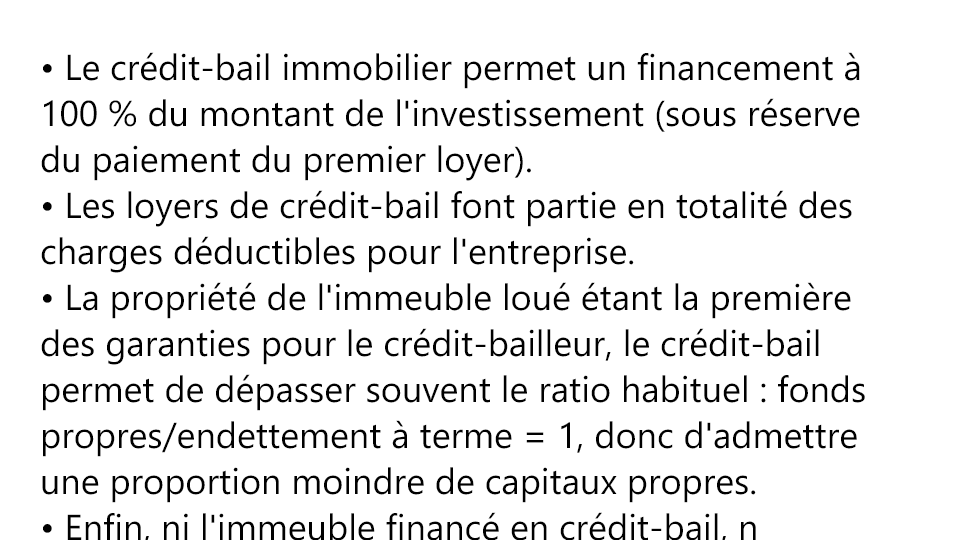 • Le crédit-bail immobilier permet un financement à
100 % du montant de l'investissement (sous réserve
du paiement du premier loyer).
• Les loyers de crédit-bail font partie en totalité des
charges déductibles pour l'entreprise.
• La propriété de l'immeuble loué étant la première
des garanties pour le crédit-bailleur, le crédit-bail
permet de dépasser souvent le ratio habituel : fonds
propres/endettement à terme = 1, donc d'admettre
une proportion moindre de capitaux propres.
• Enfin, ni l'immeuble financé en crédit-bail, n